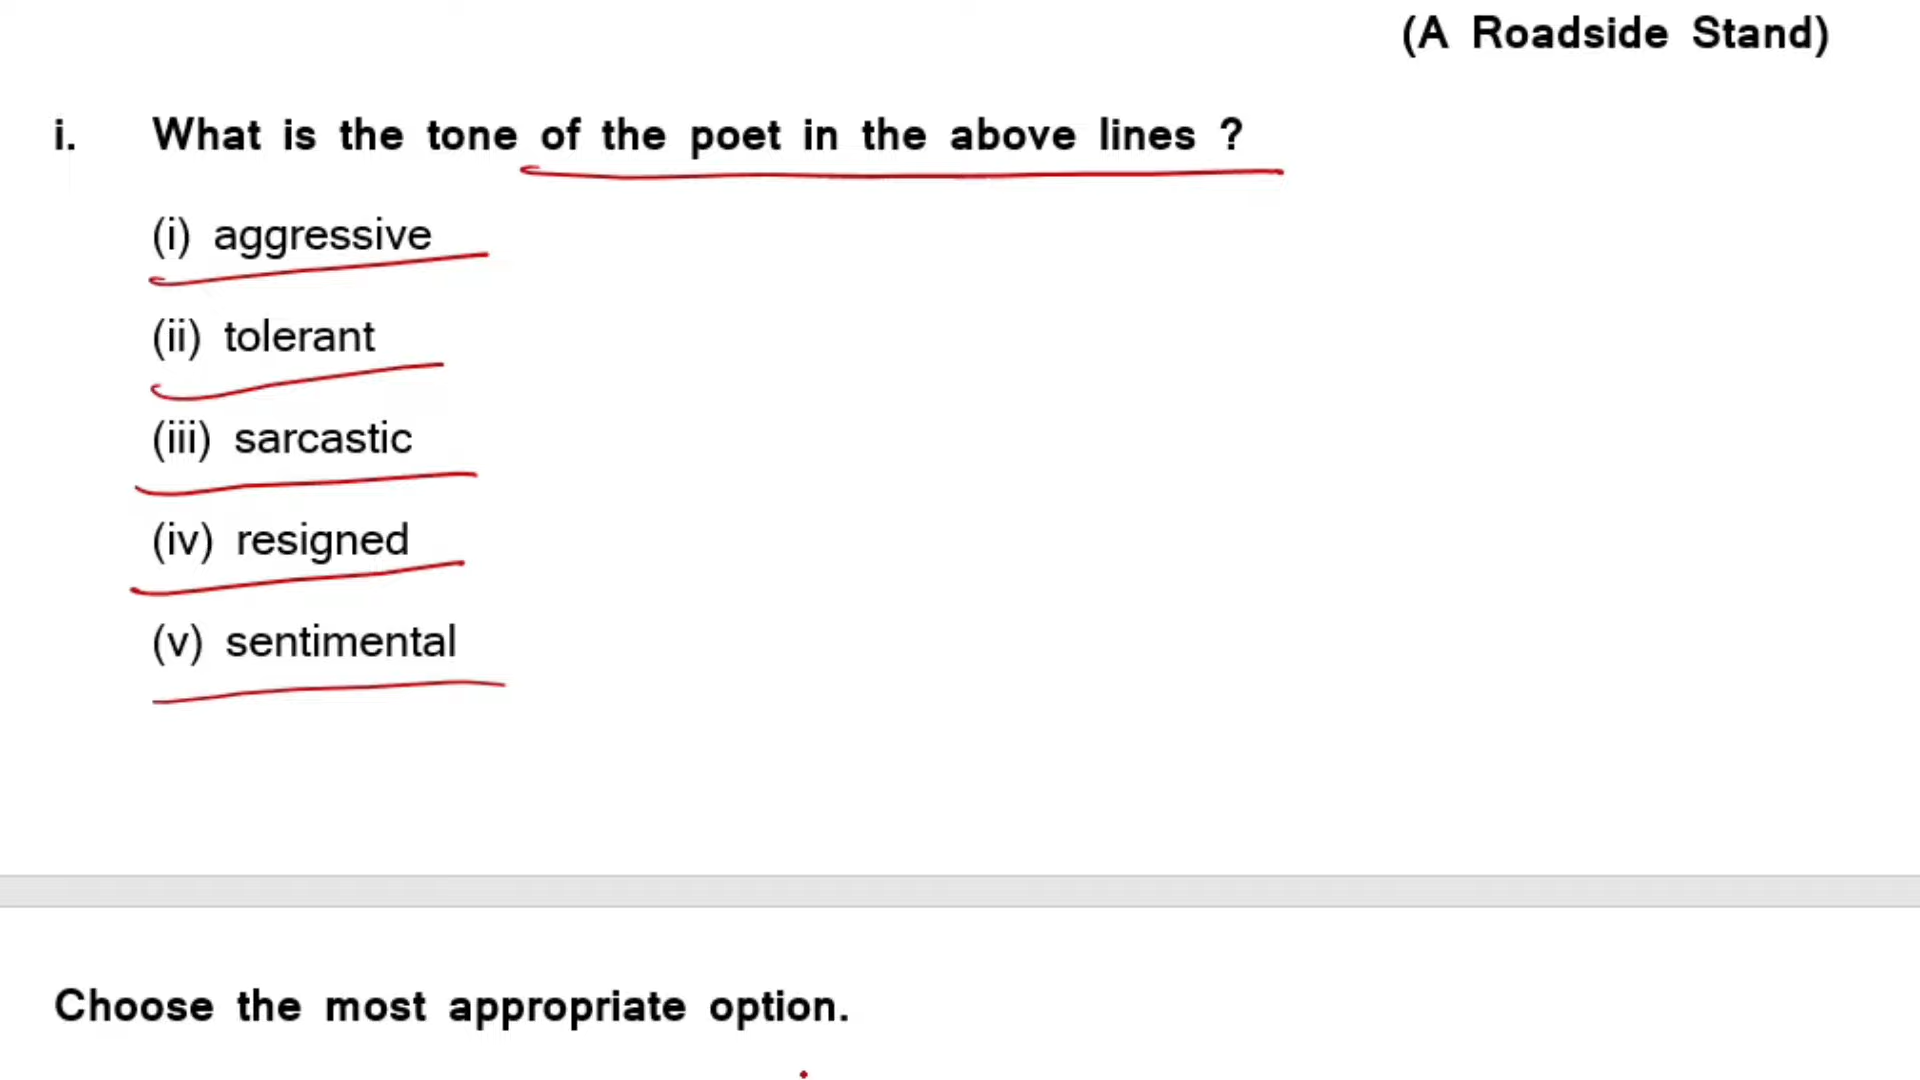 (A Roadside Stand)
i. What is the tone of the poet in the above lines ?
(i) aggressive
(ii) tolerant
(iii) sarcastic
(iv) resigned
(v) sentimental
Choose the most appropriate option.